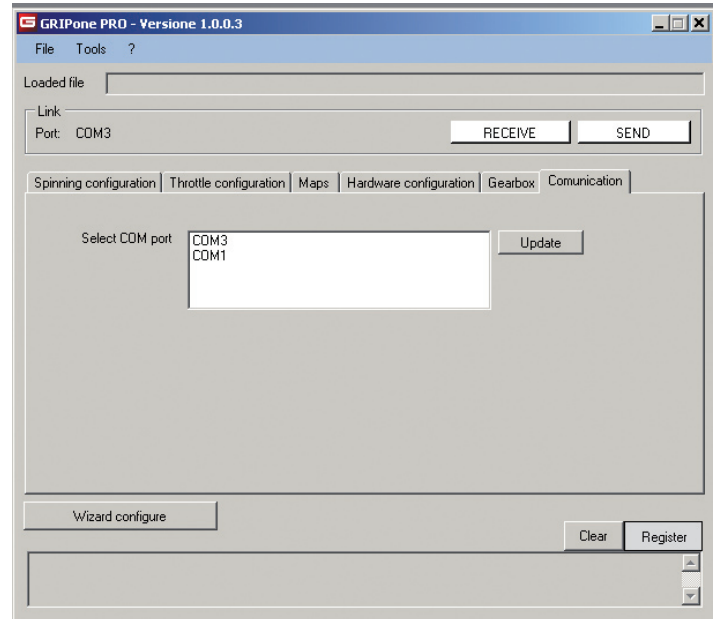 GRIPone PRO - Versione 1.0.0.3
File Tools ?
Loaded file
Link
Port: COM3 RECEIVE SEND
Spinning configuration Throttle configuration Maps Hardware configuration Gearbox Comunication
Select COM port COM3 Update
COM1
Wizard configure
Clear Register